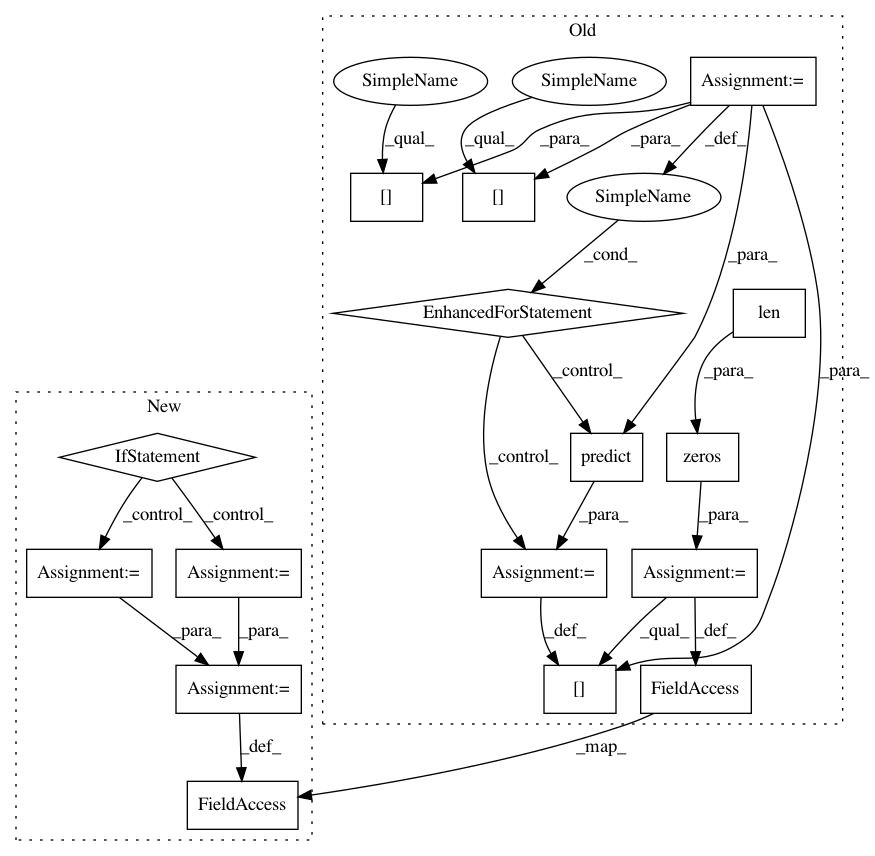 Old
SimpleName
SimpleName
Assignment:=
_qual_
_qual_
_para_
_para_
_def_
[]
[]
SimpleName
_cond_
_para_
EnhancedForStatement
len
_control_
_para_
_para_
New
IfStatement
_control_
predict
zeros
_control_
_control_
_para_
_para_
Assignment:=
Assignment:=
Assignment:=
Assignment:=
_para_
_para_
_def_
_qual_
_def_
Assignment:=
[]
FieldAccess
_def_
_map_
FieldAccess